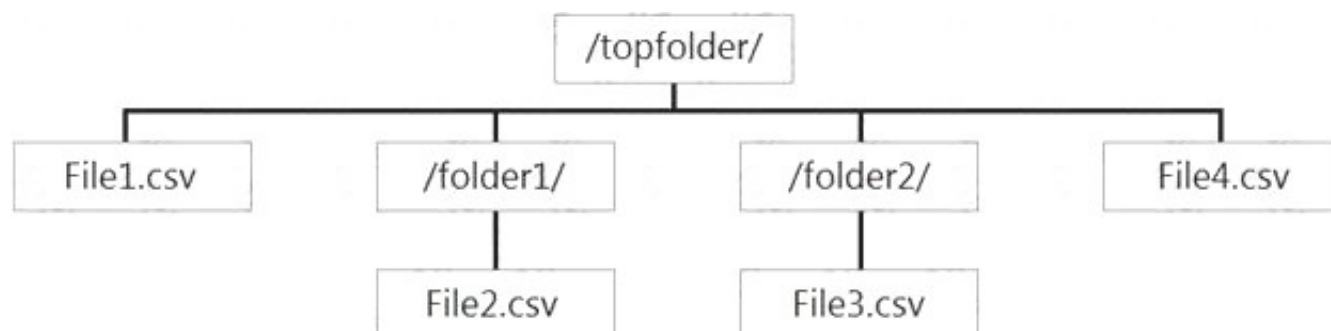 /topfolder/
File1.csv
/folder1/
/folder2/
File4.csv
File2.csv
File3.csv